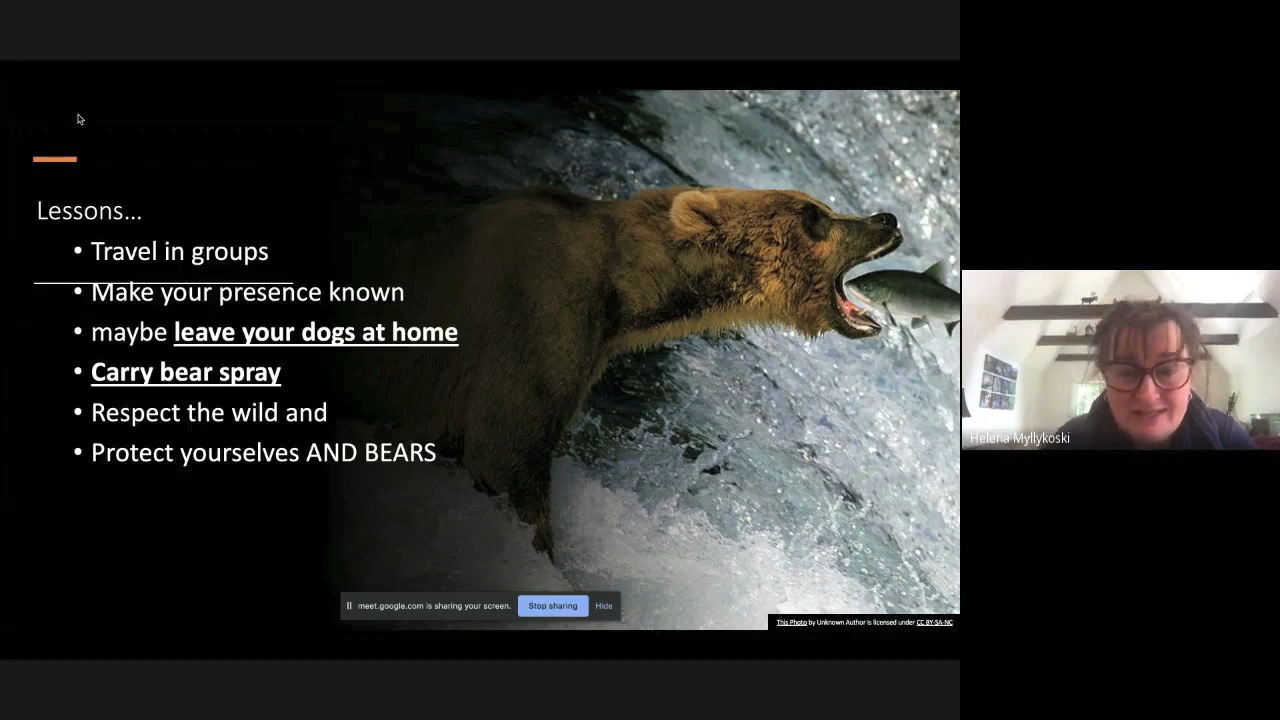 Lessons…
• Travel in groups
• Make your presence known
• maybe leave your dogs at home
• Carry bear spray
• Respect the wild and
• Protect yourselves AND BEARS
meet.google.com is sharing your screen. Stop sharing Hide
This Photo by Unknown Author is licensed under CC BY-SA-NC
Helena Myllykoski